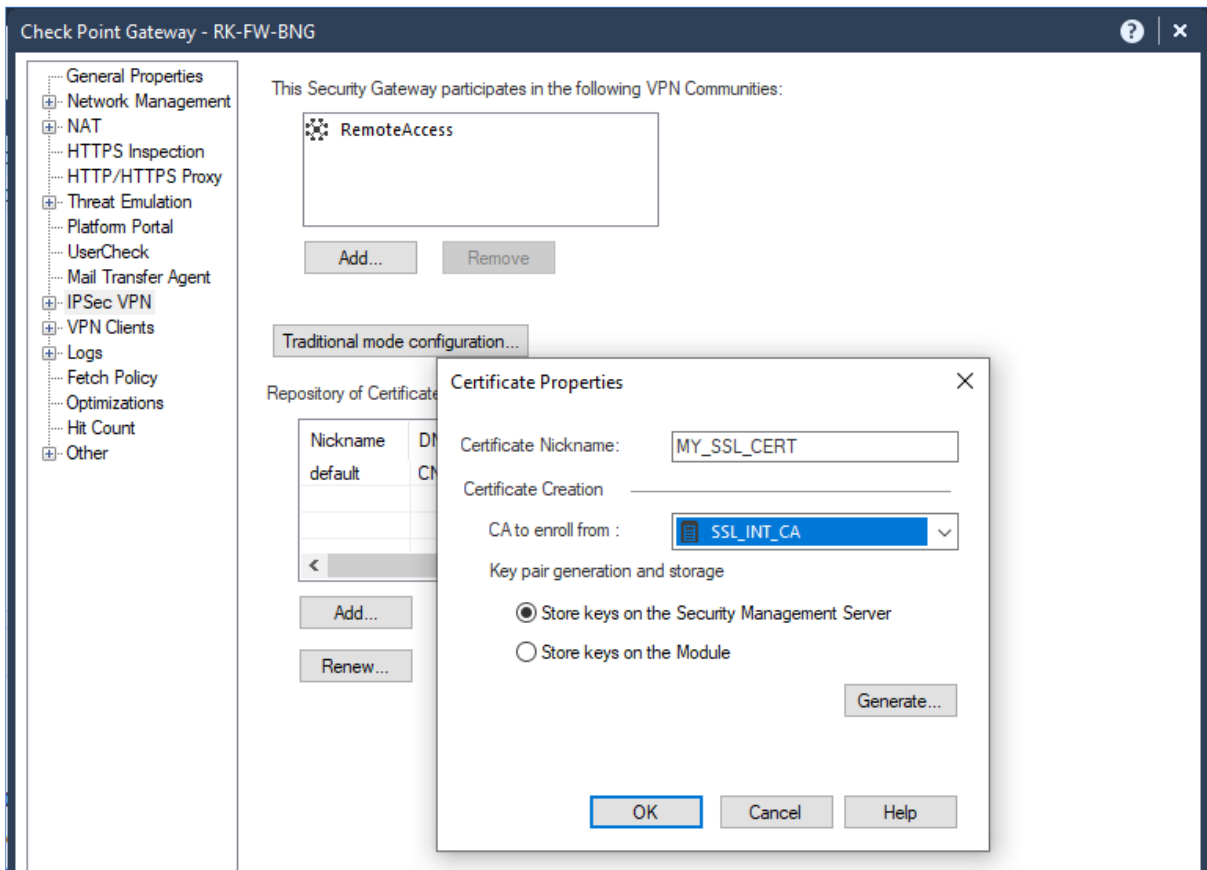 Check Point Gateway - RK-FW-BNG
?
General Properties
Network Management
NAT
HTTPS Inspection
HTTP/HTTPS Proxy
Threat Emulation
Platform Portal
UserCheck
Mail Transfer Agent
IPSec VPN
VPN Clients
Logs
Fetch Policy
Optimizations
Hit Count
Other
This Security Gateway participates in the following VPN Communities:
RemoteAccess
Add...
Remove
Traditional mode configuration...
Repository of Certificate
Nickname
DN
default
CN
Add...
Renew...
Certificate Properties
Certificate Nickname:
MY_SSL_CERT
Certificate Creation
CA to enroll from :
SSL_INT_CA
Key pair generation and storage
Store keys on the Security Management Server
Store keys on the Module
Generate...
OK
Cancel
Help